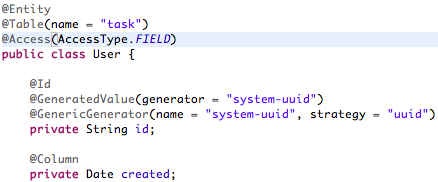 @Entity
@Table(name = "task")
@Access(AccessType.FIELD)
public class User {
@Id
@GeneratedValue(generator = "system-uuid")
@GenericGenerator(name = "system-uuid", strategy = "uuid")
private String id;
@Column
private Date created;